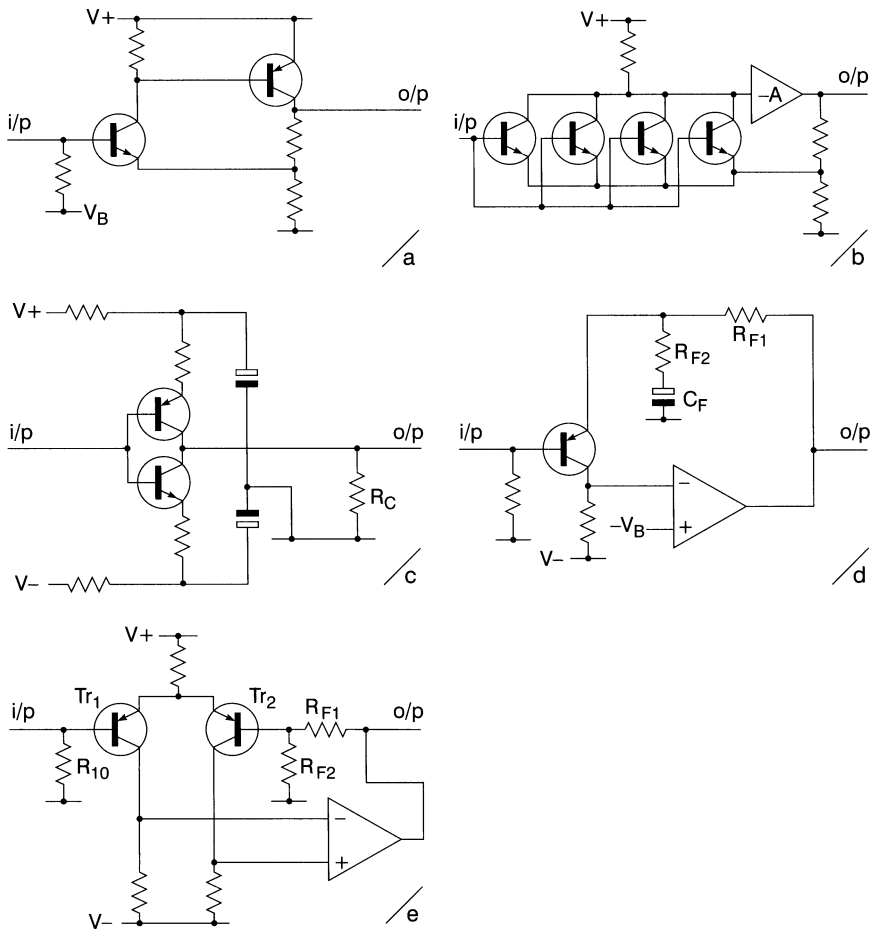 V+
i/p
o/p
V_B
a
V+
i/p
−A
o/p
b
V+
i/p
o/p
R_C
V−
c
R_F1
R_F2
C_F
i/p
o/p
−
−V_B
+
V−
d
V+
Tr_1
Tr_2
R_F1
i/p
o/p
R_10
R_F2
−
+
V−
e